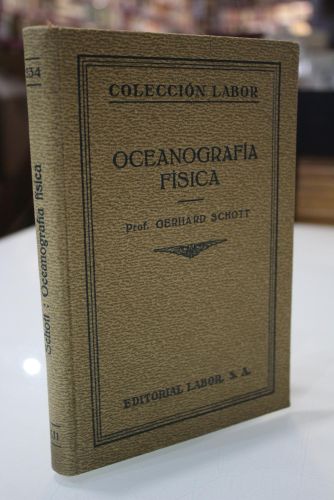 COLECCIÓN LABOR
OCEANOGRAFÍA
FÍSICA
Prof. GERHARD SCHOTT
EDITORIAL LABOR, S. A.
Schott : Oceanografía física